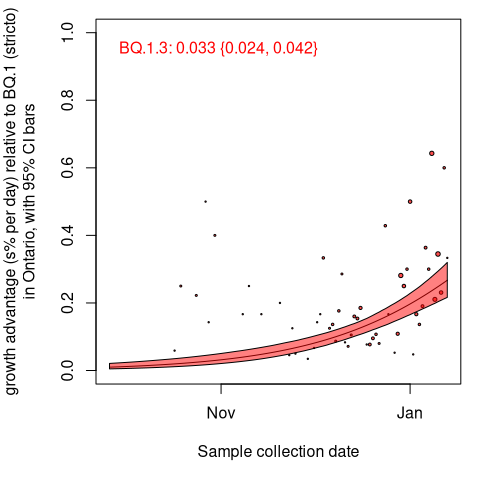 growth advantage (s% per day) relative to BQ.1 (stricto)
in Ontario, with 95% CI bars
BQ.1.3: 0.033 {0.024, 0.042}
1.0
0.8
0.6
0.4
0.2
0.0
Nov
Jan
Sample collection date